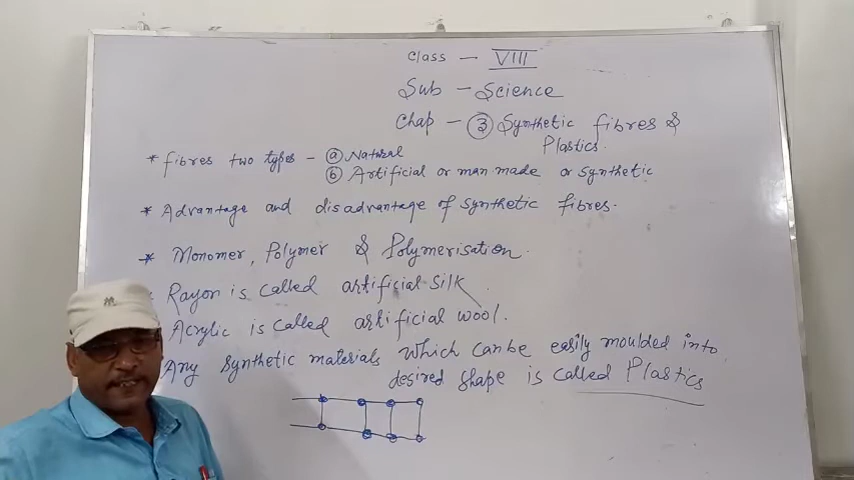 Class — VIII
Sub — Science
Chap — ③ Synthetic fibres &
Plastics.
* fibres two types - ⓐ Natural
ⓑ Artificial or man made or synthetic
* Advantage and disadvantage of synthetic fibres.
* Monomer, Polymer & Polymerisation.
* Rayon is called artificial silk
Acrylic is called artificial wool.
Any synthetic materials which can be easily moulded into
desired shape is called Plastics